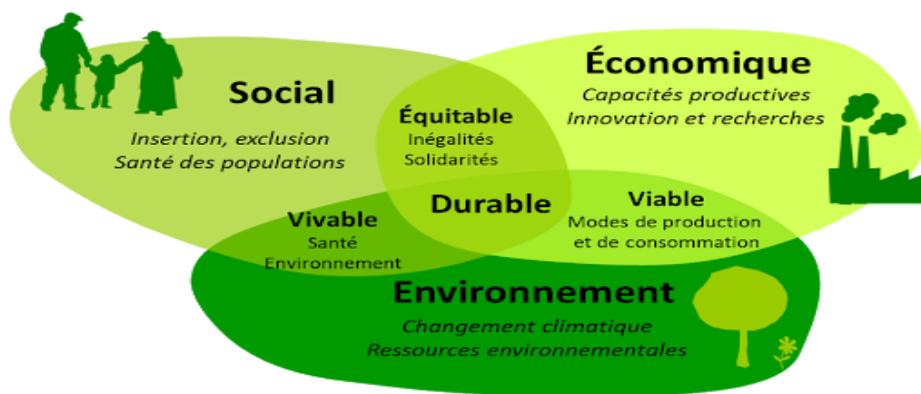 Social
Insertion, exclusion
Santé des populations
Économique
Capacités productives
Innovation et recherches
Équitable
Inégalités
Solidarités
Durable
Vivable
Santé
Environnement
Viable
Modes de production
et de consommation
Environnement
Changement climatique
Ressources environnementales